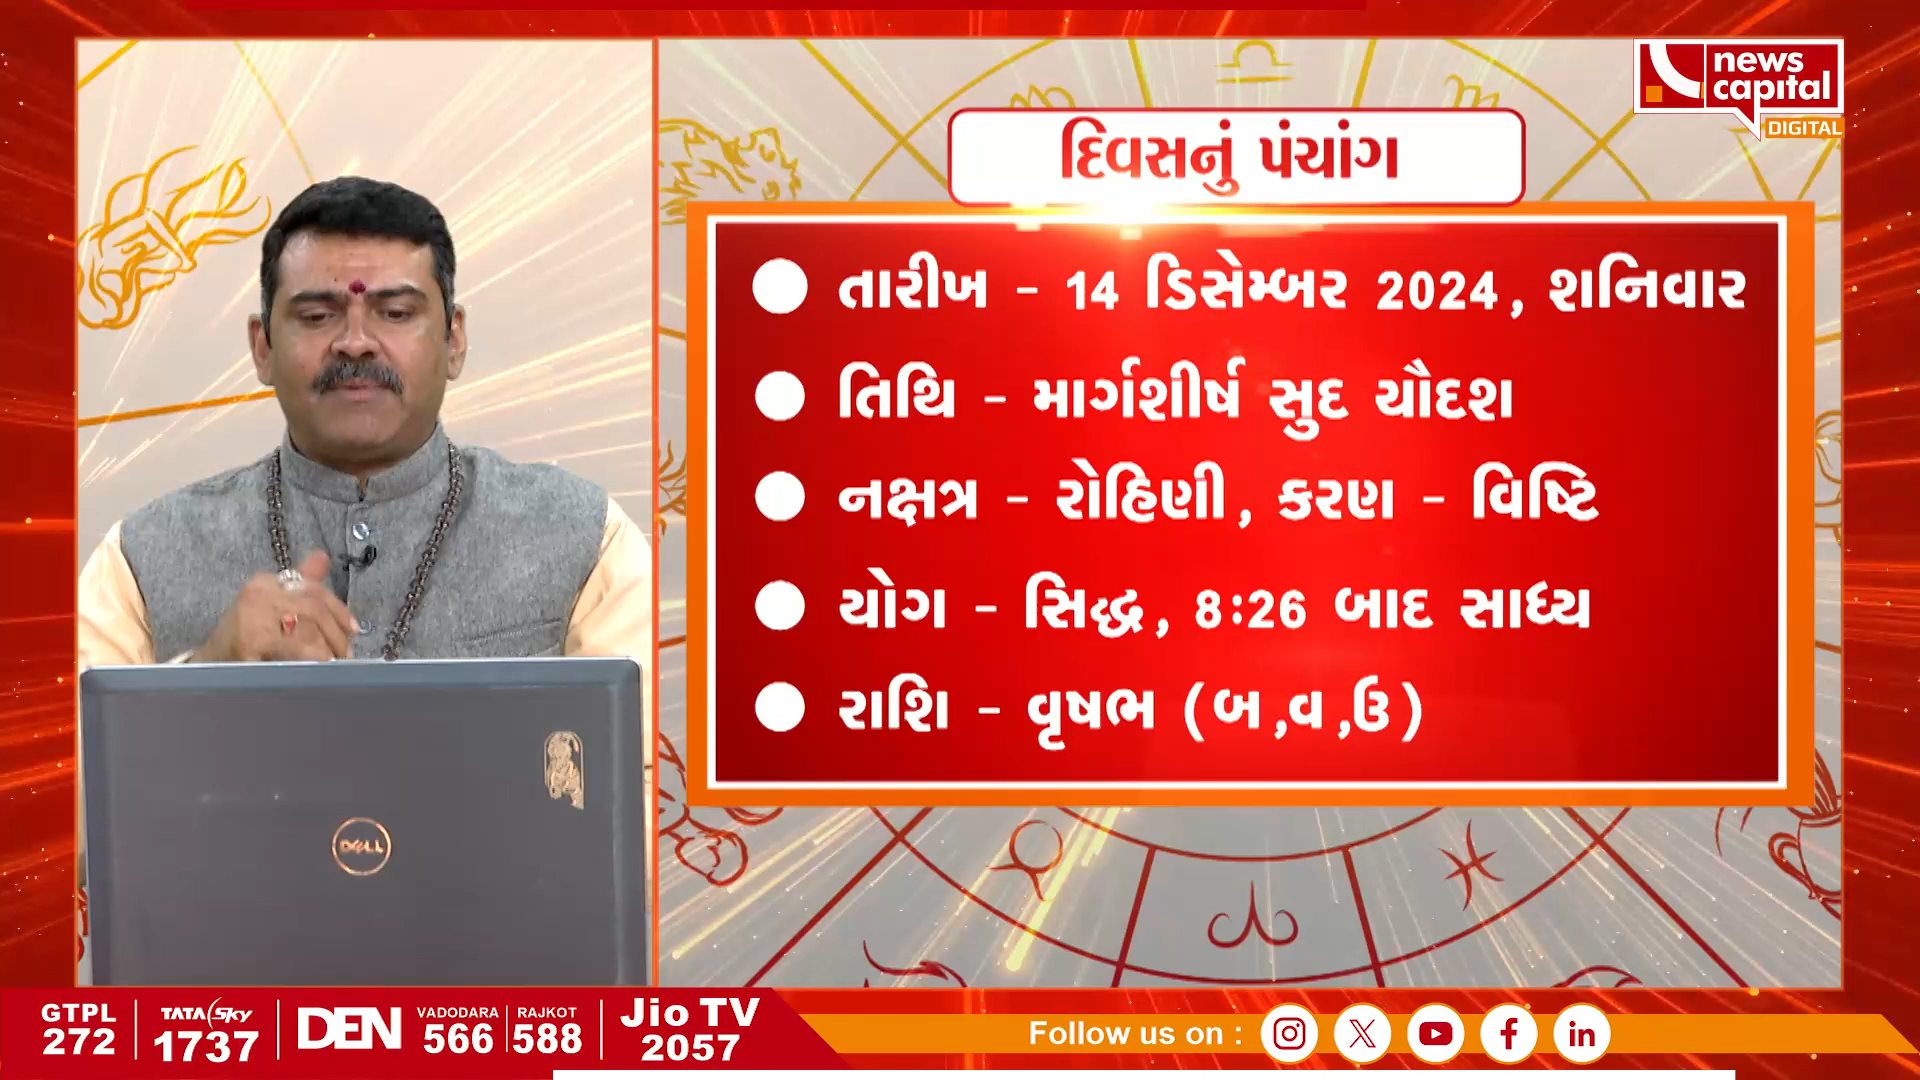 news
capital
DIGITAL
દિવસનું પંચાંગ
તારીખ - 14 ડિસેમ્બર 2024, શનિવાર
તિથિ - માર્ગશીર્ષ સુદ ચૌદશ
નક્ષત્ર - રોહિણી, કરણ - વિષ્ટિ
યોગ - સિદ્ધ, 8:26 બાદ સાધ્ય
રાશિ - વૃષભ (બ,વ,ઉ)
DELL
GTPL
272
TATA Sky
1737
DEN
VADODARA
566
RAJKOT
588
Jio TV
2057
Follow us on :